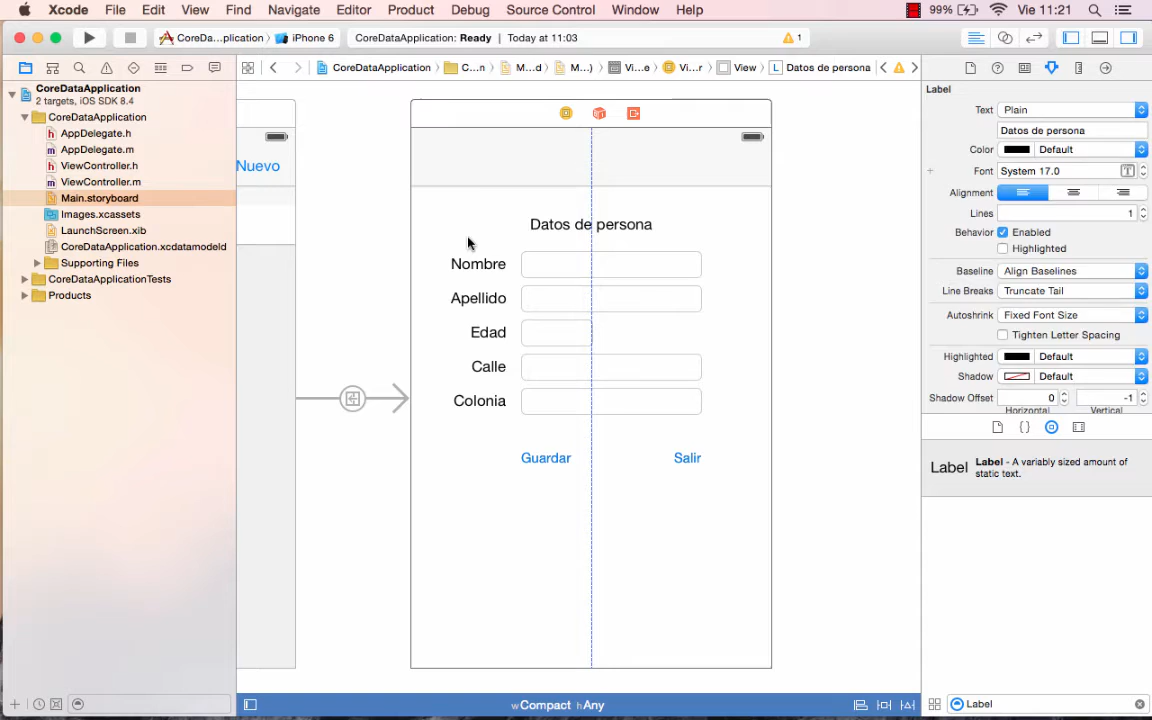 Xcode File Edit View Find Navigate Editor Product Debug Source Control Window Help 99% Vie 11:21
CoreDa...plication iPhone 6 CoreDataApplication: Ready Today at 11:03 1
CoreDataApplication C...n M...d M...) Vi...e Vi...r View L Datos de persona
CoreDataApplication
2 targets, iOS SDK 8.4
CoreDataApplication
h AppDelegate.h
m AppDelegate.m
h ViewController.h
m ViewController.m
Main.storyboard
Images.xcassets
LaunchScreen.xib
CoreDataApplication.xcdatamodeld
Supporting Files
CoreDataApplicationTests
Products
Nuevo
Datos de persona
Nombre
Apellido
Edad
Calle
Colonia
Guardar Salir
wCompact hAny
Label
Text Plain
Datos de persona
Color Default
Font System 17.0 T
Alignment
Lines 1
Behavior Enabled
Highlighted
Baseline Align Baselines
Line Breaks Truncate Tail
Autoshrink Fixed Font Size
Tighten Letter Spacing
Highlighted Default
Shadow Default
Shadow Offset 0 -1
Horizontal Vertical
Label Label - A variably sized amount of
static text.
Label